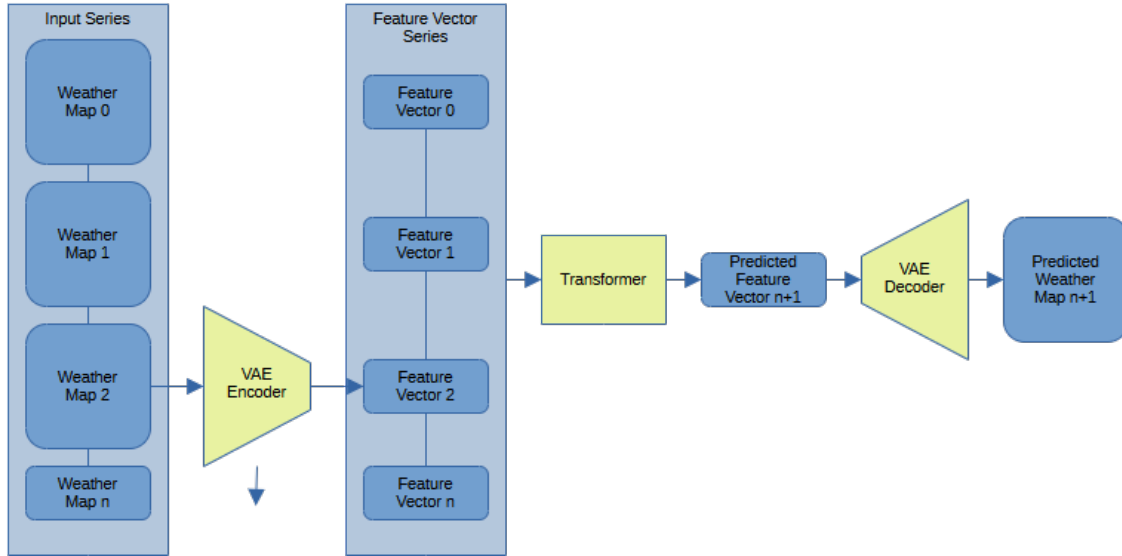 Input Series
Weather
Map 0
Weather
Map 1
Weather
Map 2
Weather
Map n
VAE
Encoder
Feature Vector
Series
Feature
Vector 0
Feature
Vector 1
Feature
Vector 2
Feature
Vector n
Transformer
Predicted
Feature
Vector n+1
VAE
Decoder
Predicted
Weather
Map n+1